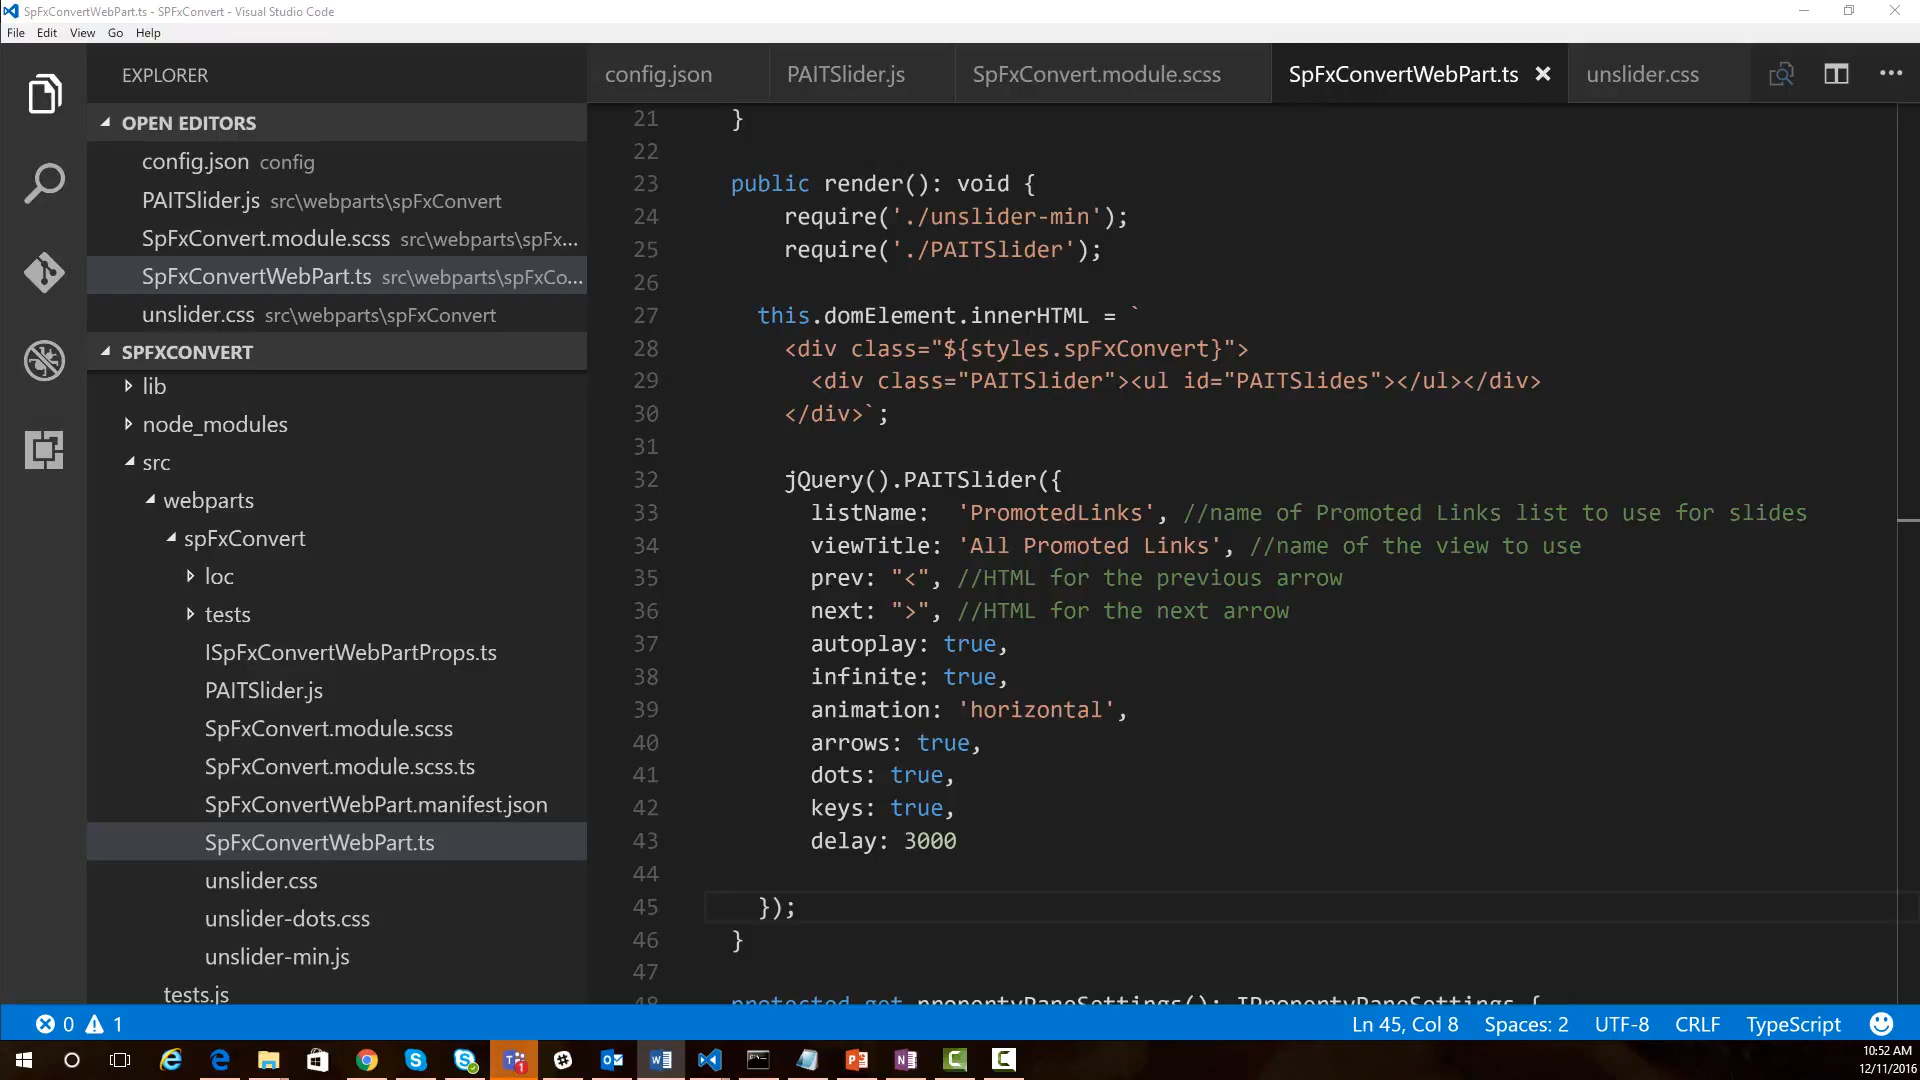 SpFxConvertWebPart.ts - SPFxConvert - Visual Studio Code
File Edit View Go Help
EXPLORER
OPEN EDITORS
config.json config
PAITSlider.js src\webparts\spFxConvert
SpFxConvert.module.scss src\webparts\spFx...
SpFxConvertWebPart.ts src\webparts\spFxCo...
unslider.css src\webparts\spFxConvert
SPFXCONVERT
lib
node_modules
src
webparts
spFxConvert
loc
tests
ISpFxConvertWebPartProps.ts
PAITSlider.js
SpFxConvert.module.scss
SpFxConvert.module.scss.ts
SpFxConvertWebPart.manifest.json
SpFxConvertWebPart.ts
unslider.css
unslider-dots.css
unslider-min.js
tests.js
config.json PAITSlider.js SpFxConvert.module.scss SpFxConvertWebPart.ts unslider.css
21 }
22
23 public render(): void {
24 require('./unslider-min');
25 require('./PAITSlider');
26
27 this.domElement.innerHTML = `
28 <div class="${styles.spFxConvert}">
29 <div class="PAITSlider"><ul id="PAITSlides"></ul></div>
30 </div>`;
31
32 jQuery().PAITSlider({
33 listName: 'PromotedLinks', //name of Promoted Links list to use for slides
34 viewTitle: 'All Promoted Links', //name of the view to use
35 prev: "<", //HTML for the previous arrow
36 next: ">", //HTML for the next arrow
37 autoplay: true,
38 infinite: true,
39 animation: 'horizontal',
40 arrows: true,
41 dots: true,
42 keys: true,
43 delay: 3000
44
45 });
46 }
47
48 protected get propertyPaneSettings(): IPropertyPaneSettings {
0 1 Ln 45, Col 8 Spaces: 2 UTF-8 CRLF TypeScript
10:52 AM
12/11/2016